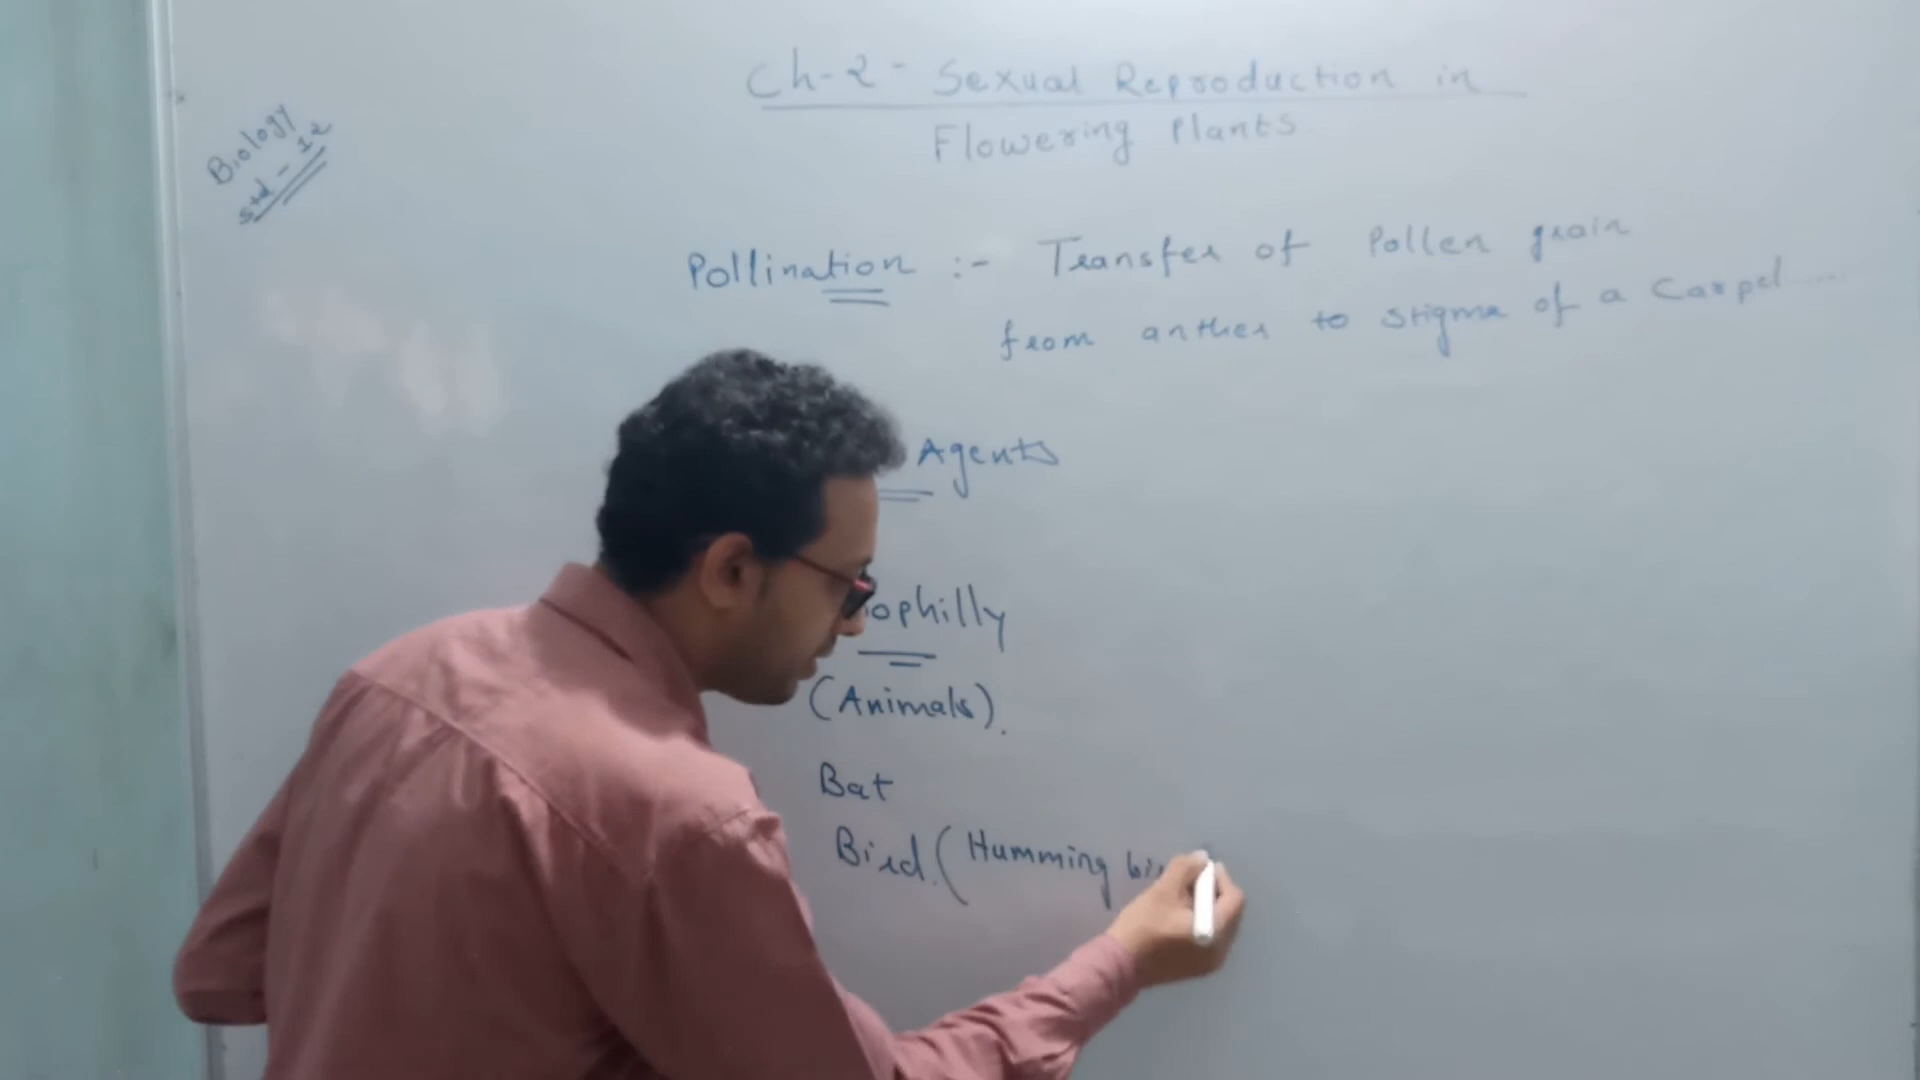 Biology
Std - 12
Ch-2 - Sexual Reproduction in
Flowering Plants
Pollination :- Transfer of Pollen grain
from anther to stigma of a Carpel....
Agents
ophilly
(Animals).
Bat
Bird. (Humming bi